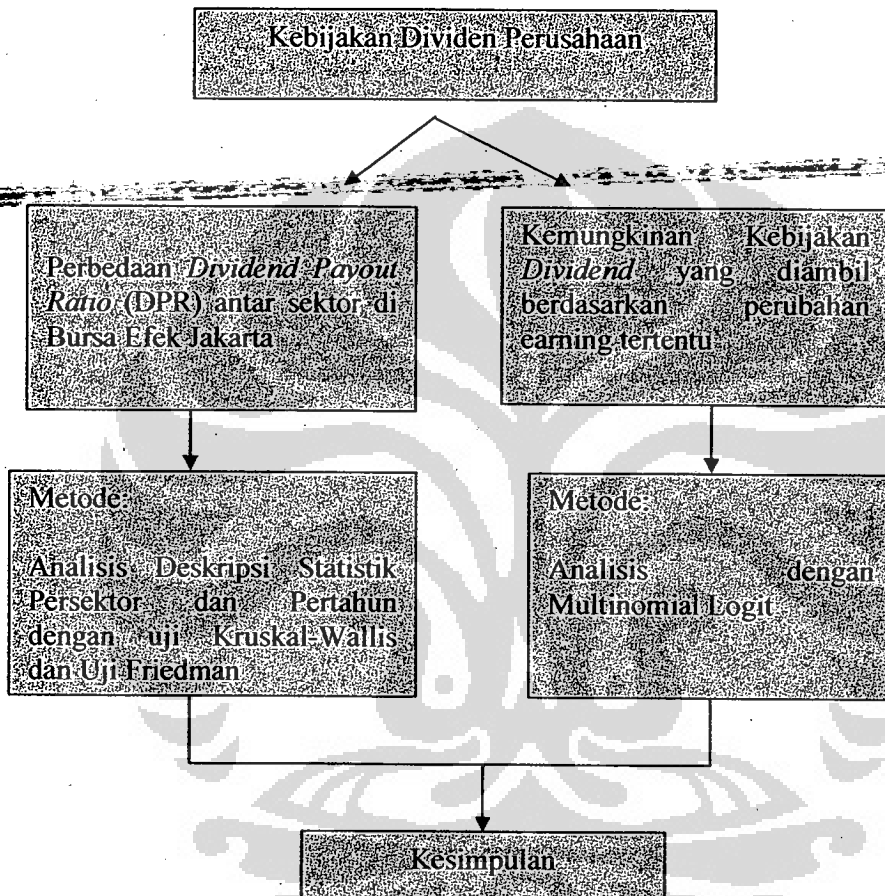 Kebijakan Dividen Perusahaan
Perbedaan Dividend Payout
Ratio (DPR) antar sektor di
Bursa Efek Jakarta
Kemungkinan Kebijakan
Dividend yang diambil
berdasarkan perubahan
earning tertentu
Metode:
Analisis Deskripsi Statistik
Persektor dan Pertahun
dengan uji Kruskal-Wallis
dan Uji Friedman
Metode:
Analisis dengan
Multinomial Logit
Kesimpulan